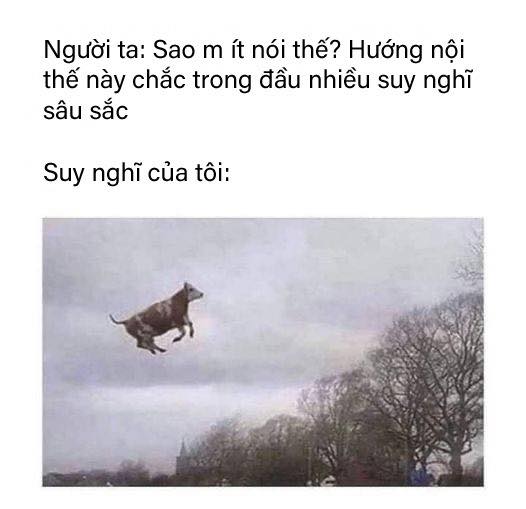 Người ta: Sao m ít nói thế? Hướng nội
thế này chắc trong đầu nhiều suy nghĩ
sâu sắc
Suy nghĩ của tôi: